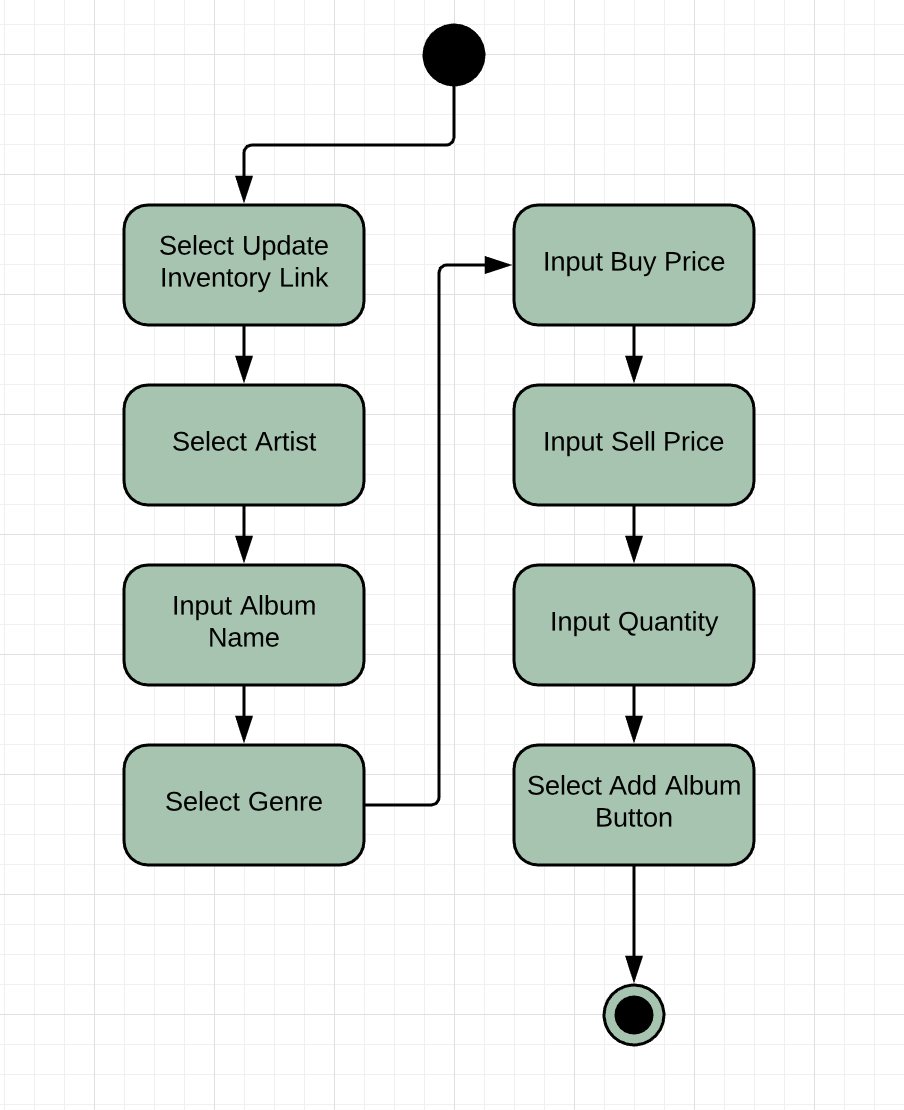 Select Update
Inventory Link
Select Artist
Input Album
Name
Select Genre
Input Buy Price
Input Sell Price
Input Quantity
Select Add Album
Button